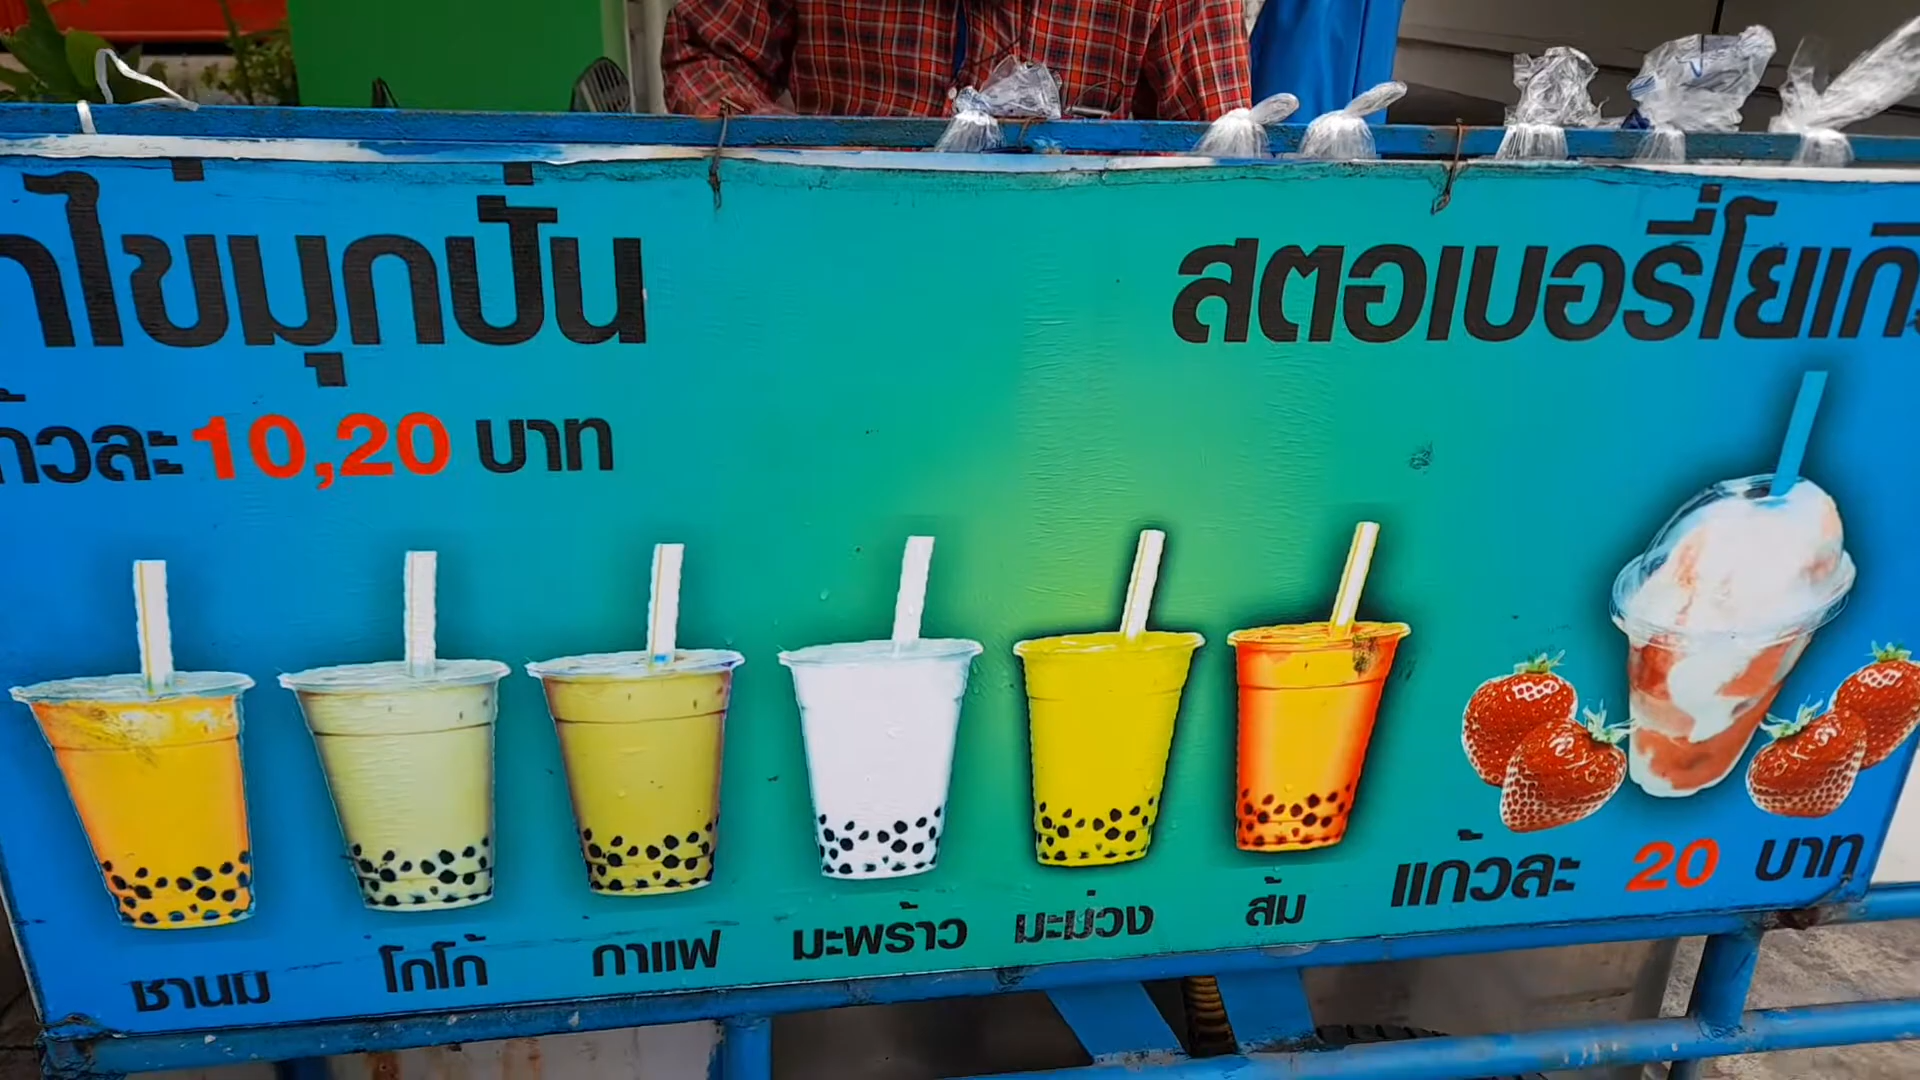 ไข่มุกปั่น
แก้วละ 10,20 บาท
สตอเบอรี่โยเกิ
ชานม
โกโก้
กาแฟ
มะพร้าว
มะม่วง
ส้ม
แก้วละ 20 บาท